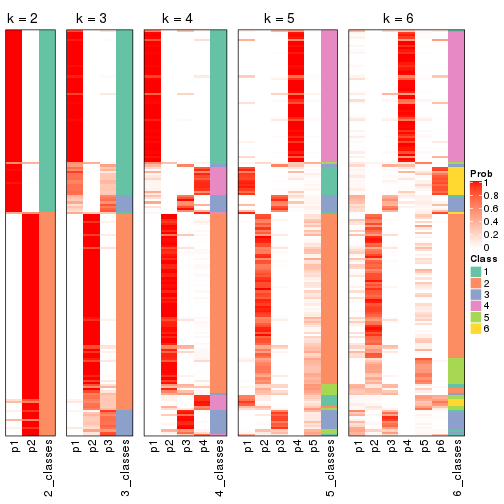 k = 2
k = 3
k = 4
k = 5
k = 6
Prob
1
0.8
0.6
0.4
0.2
0
Class
1
2
3
4
5
6
p1
p2
2_classes
p1
p2
p3
3_classes
p1
p2
p3
p4
4_classes
p1
p2
p3
p4
p5
5_classes
p1
p2
p3
p4
p5
p6
6_classes